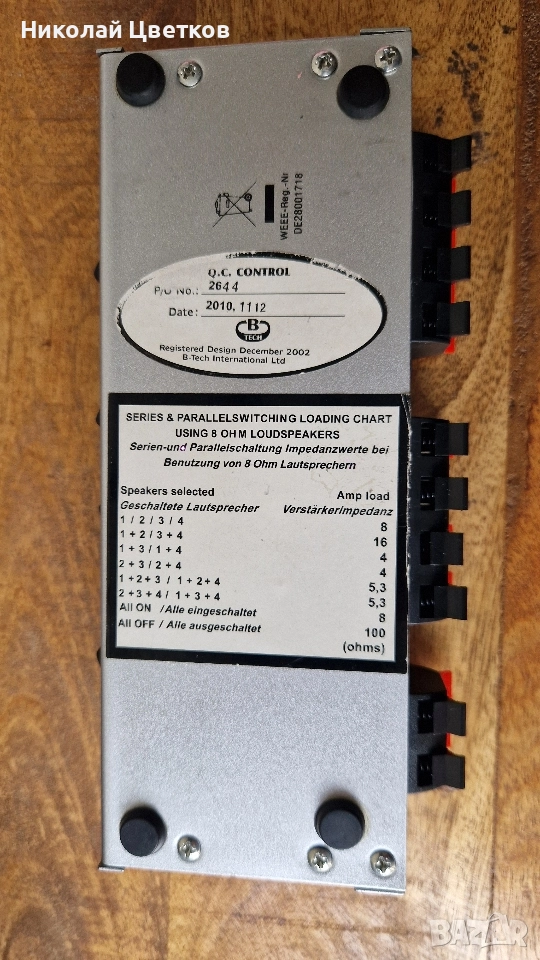 Николай Цветков
WEEE-Reg.-Nr
DE28001718
Q.C. CONTROL
P/O No.: 2644
Date: 2010.1112
B
TECH
Registered Design December 2002
B-Tech International Ltd
SERIES & PARALLELSWITCHING LOADING CHART
USING 8 OHM LOUDSPEAKERS
Serien-und Parallelschaltung Impedanzwerte bei
Benutzung von 8 Ohm Lautsprechern
Speakers selected Amp load
Geschaltete Lautsprecher Verstärkerimpedanz
1 / 2 / 3 / 4 8
1 + 2 / 3 + 4 16
1 + 3 / 1 + 4 4
2 + 3 / 2 + 4 4
1 + 2 + 3 / 1 + 2 + 4 5,3
2 + 3 + 4 / 1 + 3 + 4 5,3
All ON / Alle eingeschaltet 8
All OFF / Alle ausgeschaltet 100
(ohms)
BAZAR